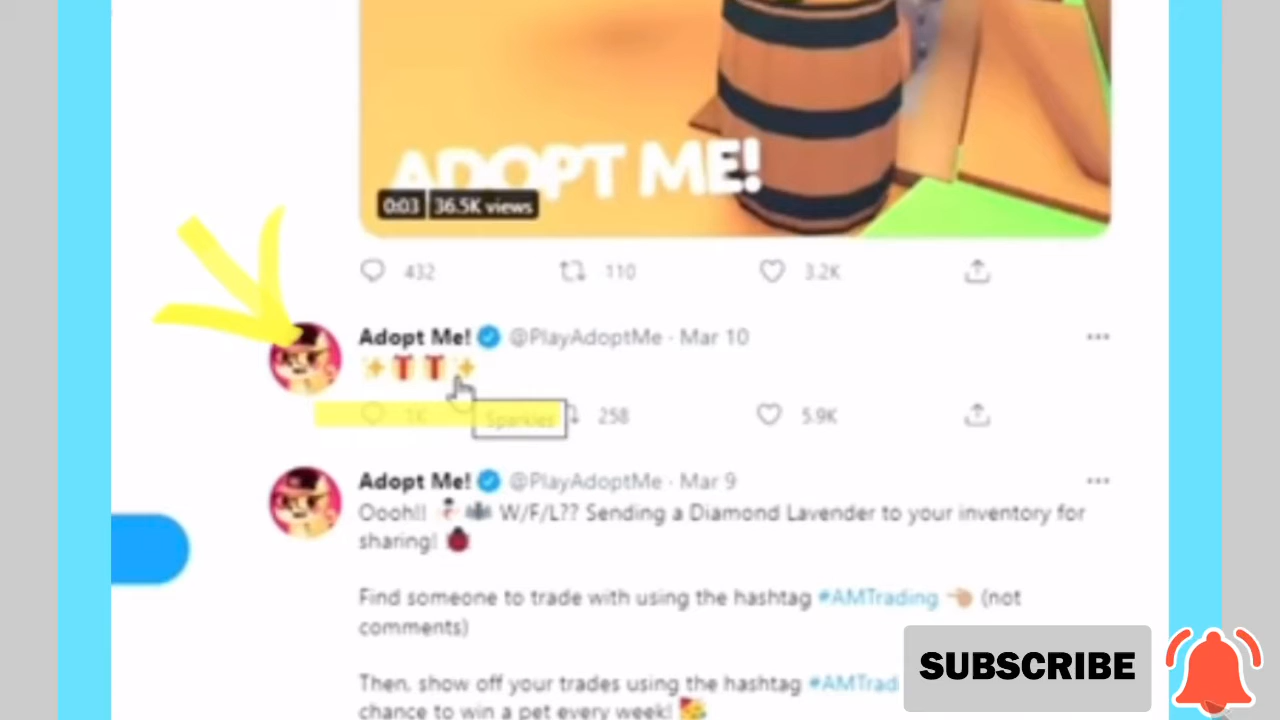 ADOPT ME!
0:03 36.5K views
432 110 3.2K
Adopt Me! @PlayAdoptMe · Mar 10
✨🎁🎁✨
1K Sparkles 258 5.9K
Adopt Me! @PlayAdoptMe · Mar 9
Oooh!! W/F/L?? Sending a Diamond Lavender to your inventory for
sharing! 🐞
Find someone to trade with using the hashtag #AMTrading (not
comments)
Then, show off your trades using the hashtag #AMTrad
chance to win a pet every week! 🥳
SUBSCRIBE